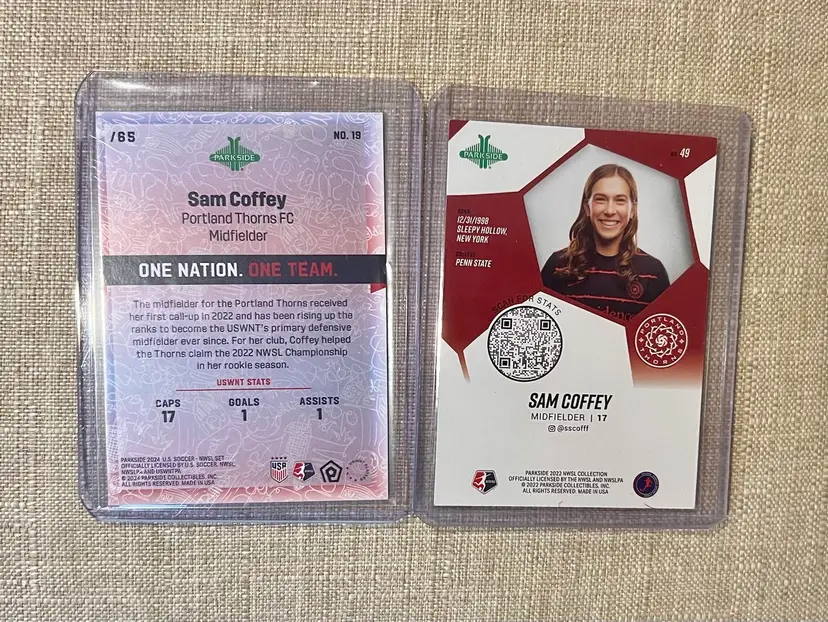 /65
NO. 19
PARKSIDE
Sam Coffey
Portland Thorns FC
Midfielder
ONE NATION. ONE TEAM.
The midfielder for the Portland Thorns received
her first call-up in 2022 and has been rising up the
ranks to become the USWNT's primary defensive
midfielder ever since. For her club, Coffey helped
the Thorns claim the 2022 NWSL Championship
in her rookie season.
USWNT STATS
CAPS GOALS ASSISTS
17 1 1
PARKSIDE 2024 U.S. SOCCER - NWSL SET
OFFICIALLY LICENSED BY U.S. SOCCER, NWSL,
NWSLPA AND USWNTPA
© 2024 PARKSIDE COLLECTIBLES, INC.
ALL RIGHTS RESERVED. MADE IN USA
USA
PARKSIDE
49
12/31/1998
SLEEPY HOLLOW,
NEW YORK
PENN STATE
SCAN FOR STATS
PORTLAND
THORNS
SAM COFFEY
MIDFIELDER | 17
@sscofff
PARKSIDE 2022 NWSL COLLECTION
OFFICIALLY LICENSED BY THE NWSL AND NWSLPA
© 2022 PARKSIDE COLLECTIBLES, INC.
ALL RIGHTS RESERVED. MADE IN USA